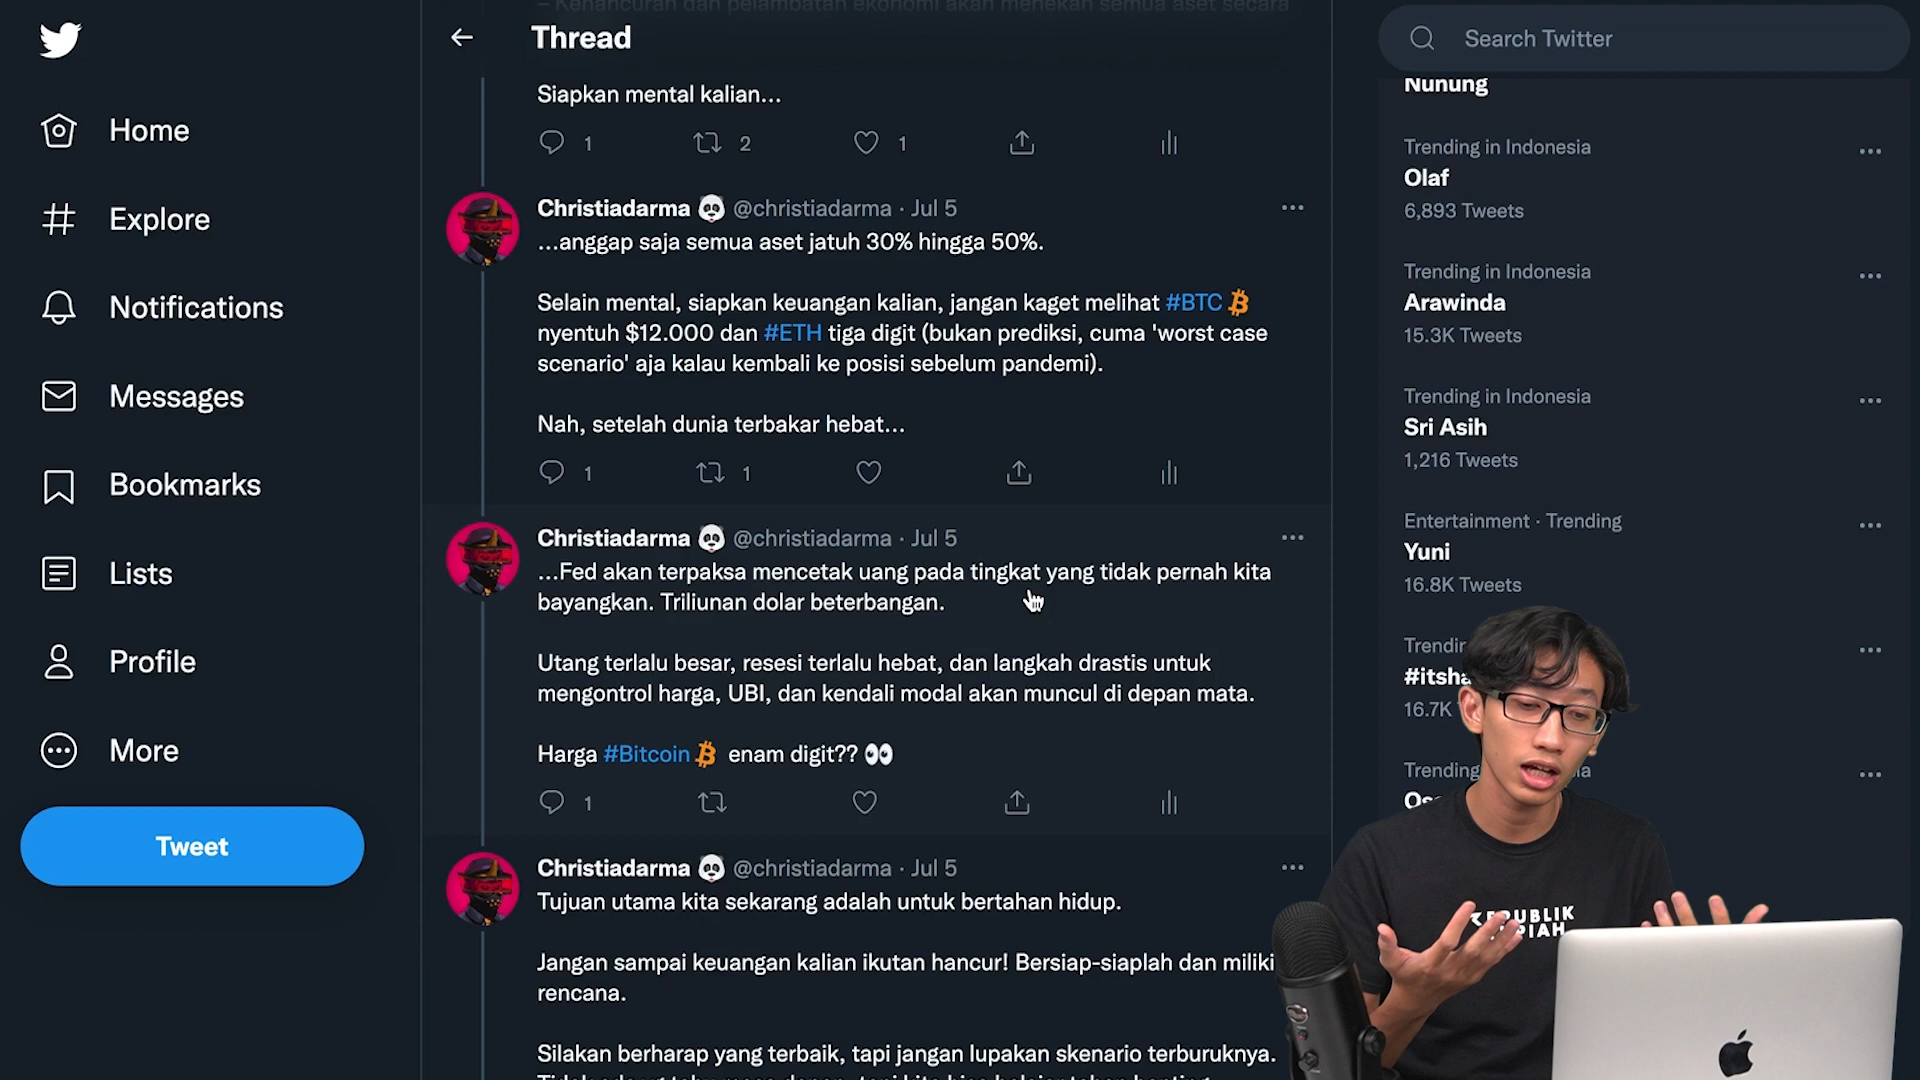 Home
Explore
Notifications
Messages
Bookmarks
Lists
Profile
More
Tweet
Thread
Siapkan mental kalian...
1 2 1
Christiadarma @christiadarma · Jul 5
...anggap saja semua aset jatuh 30% hingga 50%.
Selain mental, siapkan keuangan kalian, jangan kaget melihat #BTC
nyentuh $12.000 dan #ETH tiga digit (bukan prediksi, cuma 'worst case
scenario' aja kalau kembali ke posisi sebelum pandemi).
Nah, setelah dunia terbakar hebat...
1 1
Christiadarma @christiadarma · Jul 5
...Fed akan terpaksa mencetak uang pada tingkat yang tidak pernah kita
bayangkan. Triliunan dolar beterbangan.
Utang terlalu besar, resesi terlalu hebat, dan langkah drastis untuk
mengontrol harga, UBI, dan kendali modal akan muncul di depan mata.
Harga #Bitcoin enam digit??
1
Christiadarma @christiadarma · Jul 5
Tujuan utama kita sekarang adalah untuk bertahan hidup.
Jangan sampai keuangan kalian ikutan hancur! Bersiap-siaplah dan miliki
rencana.
Silakan berharap yang terbaik, tapi jangan lupakan skenario terburuknya.
Search Twitter
Nunung
Trending in Indonesia
Olaf
6,893 Tweets
Trending in Indonesia
Arawinda
15.3K Tweets
Trending in Indonesia
Sri Asih
1,216 Tweets
Entertainment · Trending
Yuni
16.8K Tweets
#itsha
16.7K
Trending